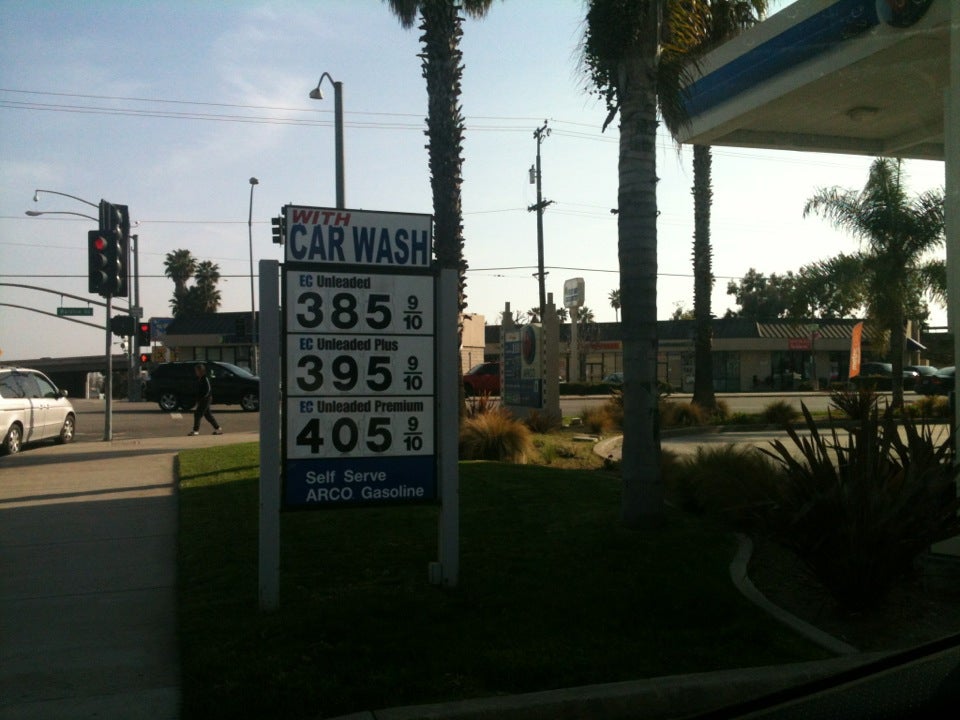 WITH
CAR WASH
EC Unleaded
385 9/10
EC Unleaded Plus
395 9/10
EC Unleaded Premium
405 9/10
Self Serve
ARCO Gasoline